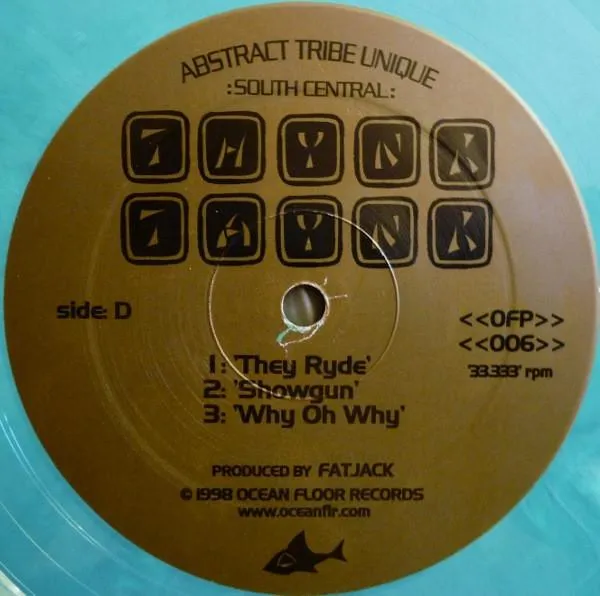 ABSTRACT TRIBE UNIQUE
:SOUTH CENTRAL:
THYNK
TAYNK
side: D
<<OFP>>
<<006>>
'33.333' rpm
1: 'They Ryde'
2: 'Showgun'
3: 'Why Oh Why'
PRODUCED BY FATJACK
© 1998 OCEAN FLOOR RECORDS
www.oceanflr.com